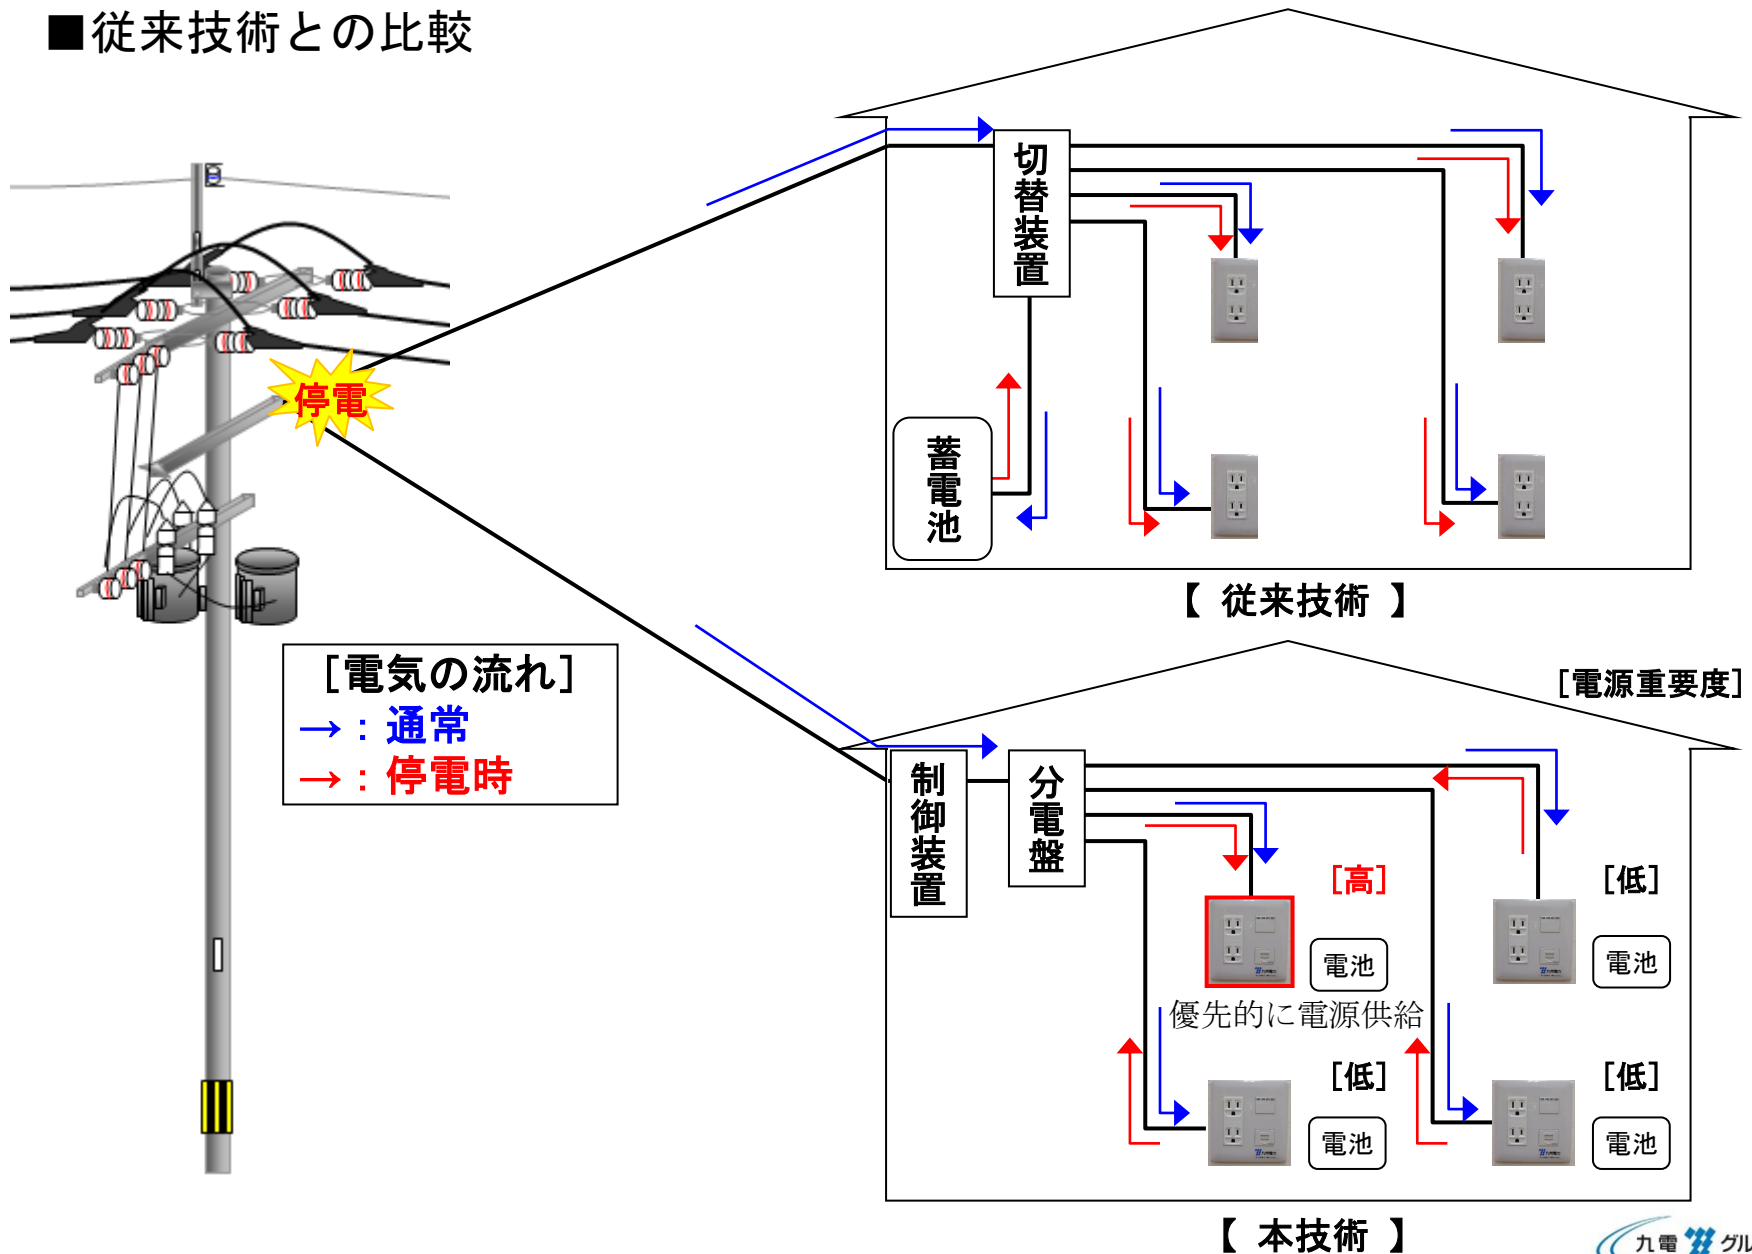 ■従来技術との比較
切替装置
停電
蓄電池
【 従来技術 】
[電気の流れ]
→：通常
→：停電時
[電源重要度]
制御装置
分電盤
[高]
[低]
電池
電池
優先的に電源供給
[低]
[低]
電池
電池
【 本技術 】
九電 グル